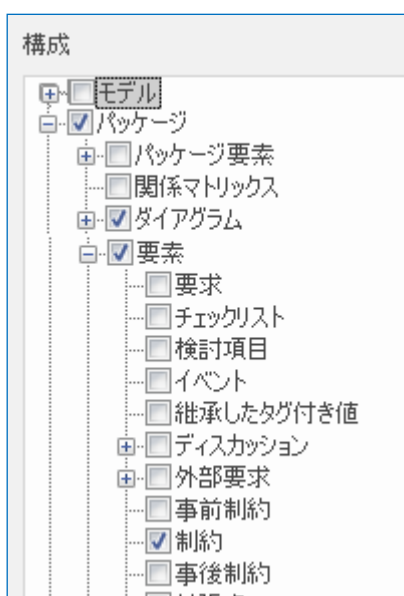 構成
モデル
パッケージ
パッケージ要素
関係マトリックス
ダイアグラム
要素
要求
チェックリスト
検討項目
イベント
継承したタグ付き値
ディスカッション
外部要求
事前制約
制約
事後制約